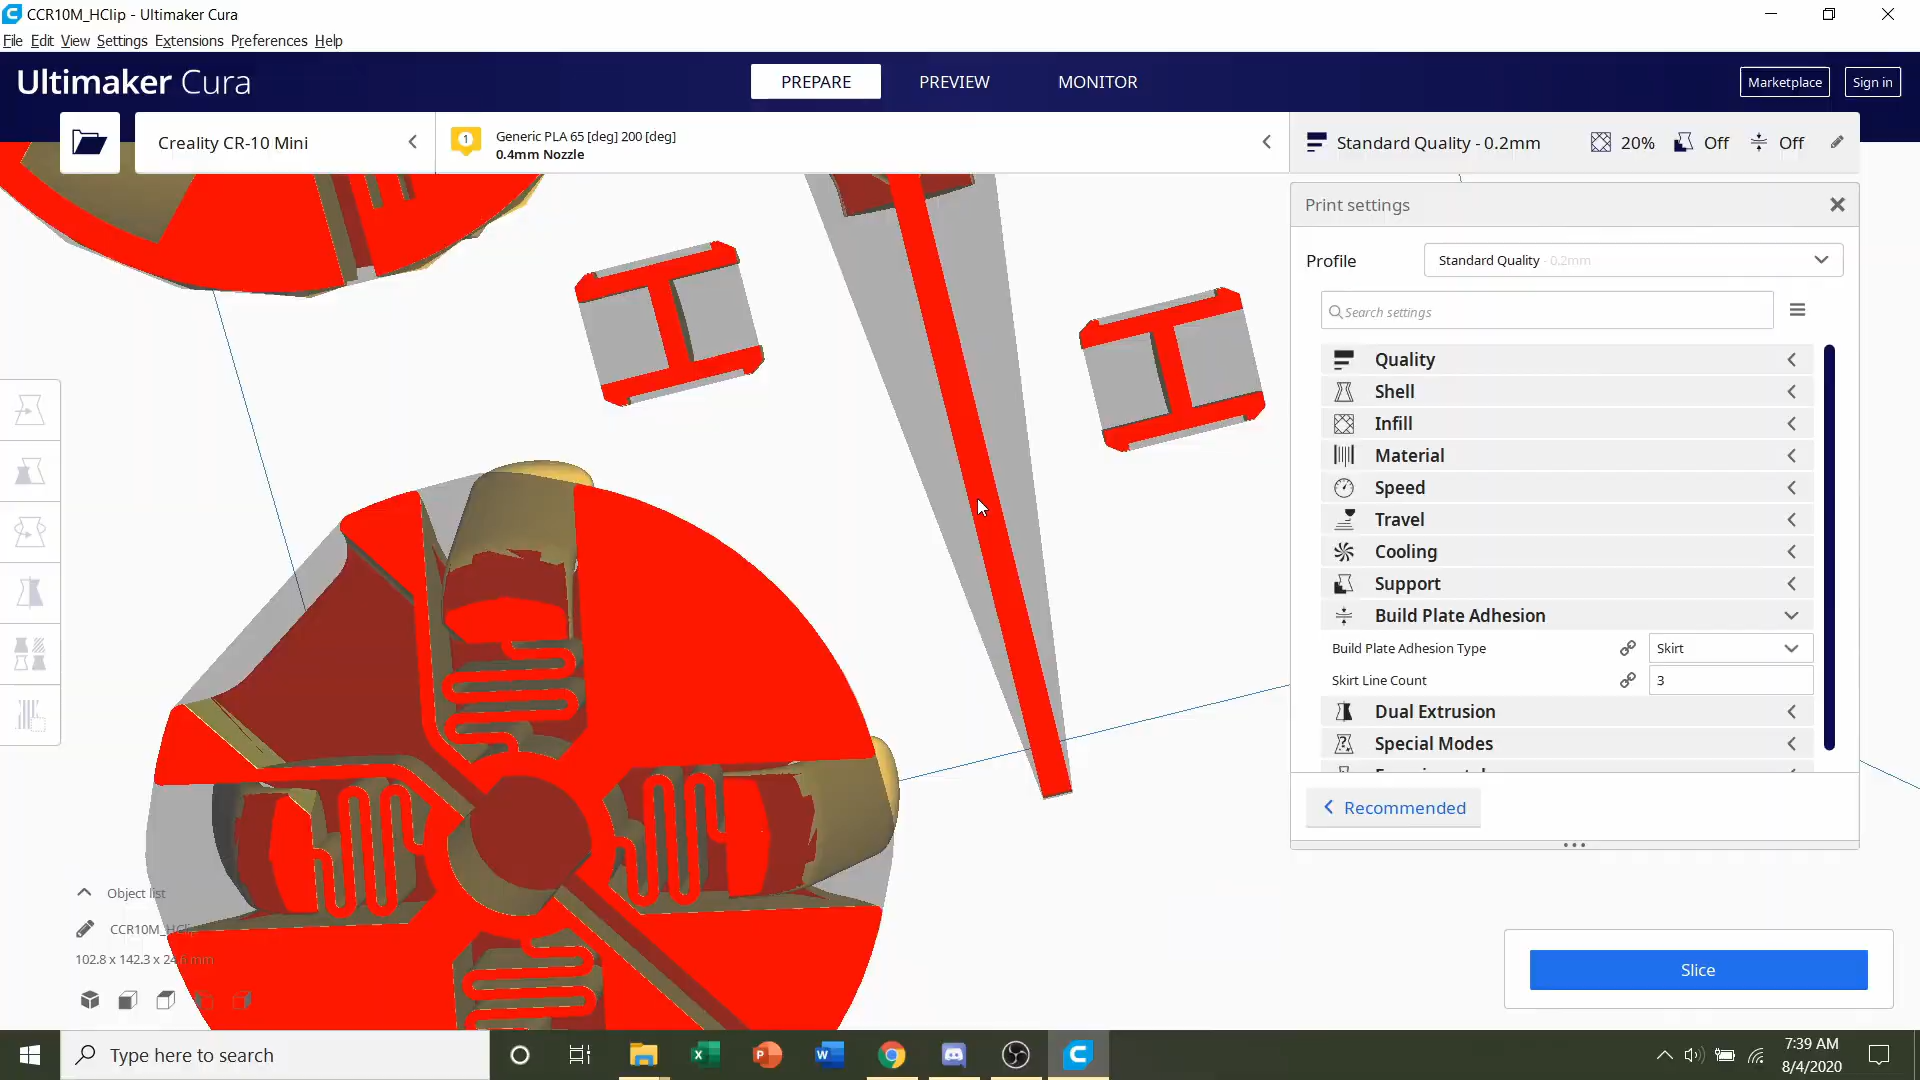 CCR10M_HClip - Ultimaker Cura
File Edit View Settings Extensions Preferences Help
Ultimaker Cura
PREPARE
PREVIEW
MONITOR
Marketplace
Sign in
Creality CR-10 Mini
1
Generic PLA 65 [deg] 200 [deg]
0.4mm Nozzle
Standard Quality - 0.2mm
20%
Off
Off
Print settings
Profile
Standard Quality - 0.2mm
Search settings
Quality
Shell
Infill
Material
Speed
Travel
Cooling
Support
Build Plate Adhesion
Build Plate Adhesion Type
Skirt
Skirt Line Count
3
Dual Extrusion
Special Modes
Recommended
Object list
CCR10M_HClip
102.8 x 142.3 x 24.6 mm
Slice
Type here to search
7:39 AM
8/4/2020